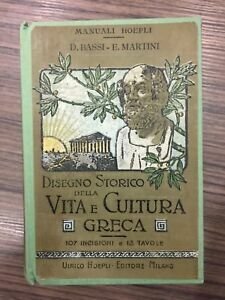 MANUALI HOEPLI
D. BASSI - E. MARTINI
DISEGNO STORICO
DELLA
VITA E CULTURA
GRECA
107 INCISIONI e 13 TAVOLE
ULRICO HOEPLI - EDITORE MILANO